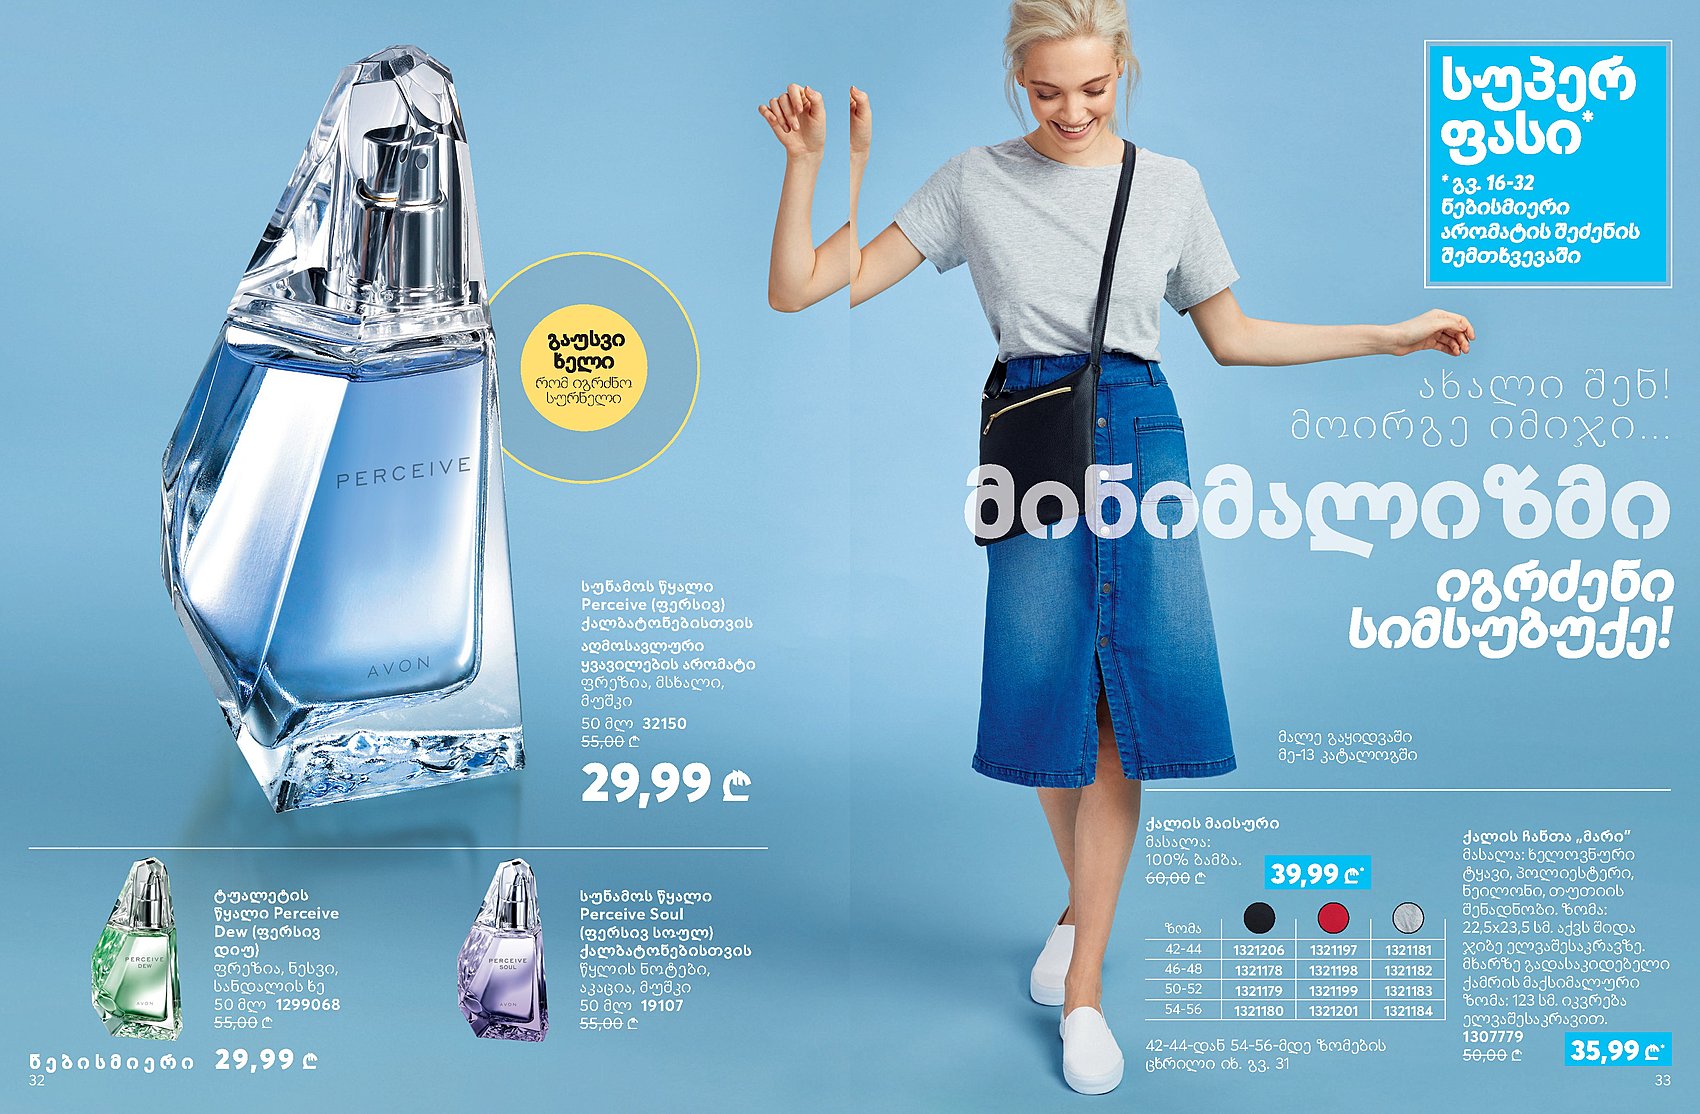 PERCEIVE
AVON
გაუსვი
ხელი
რომ იგრძნო
სურნელი
სუნამოს წყალი
Perceive (ფერსივ)
ქალბატონებისთვის
აღმოსავლური
ყვავილების არომატი
ფრეზია, მსხალი,
მუშკი
50 მლ 32150
55,00 ₾
29,99 ₾
PERCEIVE
DEW
AVON
ტუალეტის
წყალი Perceive
Dew (ფერსივ
დიუ)
ფრეზია, ნესვი,
სანდალის ხე
50 მლ 1299068
55,00 ₾
PERCEIVE
SOUL
AVON
სუნამოს წყალი
Perceive Soul
(ფერსივ სოულ)
ქალბატონებისთვის
წყლის ნოტები,
აკაცია, მუშკი
50 მლ 19107
55,00 ₾
ნებისმიერი 29,99 ₾
32
სუპერ
ფასი*
*გვ. 16-32
ნებისმიერი
არომატის შეძენის
შემთხვევაში
ახალი შენ!
მოირგე იმიჯი...
მინიმალიზმი
იგრძენი
სიმსუბუქე!
მალე გაყიდვაში
მე-13 კატალოგში
ქალის მაისური
მასალა:
100% ბამბა.
60,00 ₾
39,99 ₾*
ზომა
42-44 1321206 1321197 1321181
46-48 1321178 1321198 1321182
50-52 1321179 1321199 1321183
54-56 1321180 1321201 1321184
42-44-დან 54-56-მდე ზომების
ცხრილი იხ. გვ. 31
ქალის ჩანთა „მარი”
მასალა: ხელოვნური
ტყავი, პოლიესტერი,
ნეილონი, თუთიის
შენადნობი. ზომა:
22,5x23,5 სმ. აქვს შიდა
ჯიბე ელვაშესაკრავზე.
მხარზე გადასაკიდებელი
ქამრის მაქსიმალური
ზომა: 123 სმ. იკვრება
ელვაშესაკრავით.
1307779
50,00 ₾
35,99 ₾*
33